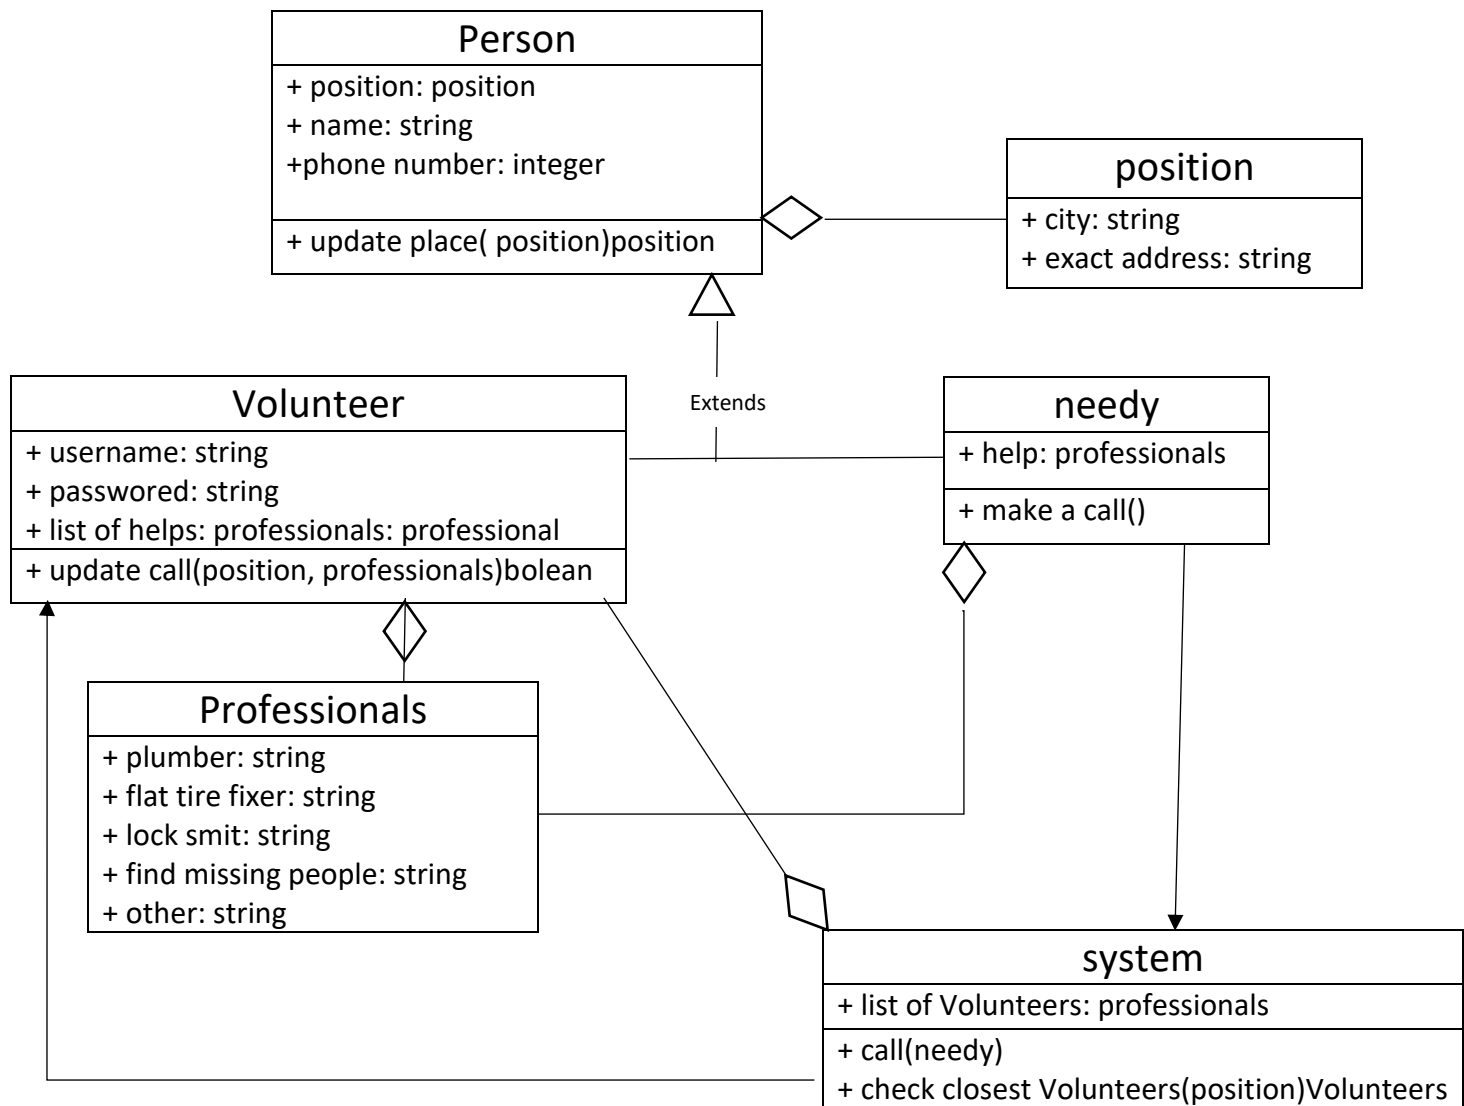 Person
+ position: position
+ name: string
+phone number: integer
+ update place( position)position
position
+ city: string
+ exact address: string
Extends
Volunteer
+ username: string
+ passwored: string
+ list of helps: professionals: professional
+ update call(position, professionals)bolean
needy
+ help: professionals
+ make a call()
Professionals
+ plumber: string
+ flat tire fixer: string
+ lock smit: string
+ find missing people: string
+ other: string
system
+ list of Volunteers: professionals
+ call(needy)
+ check closest Volunteers(position)Volunteers